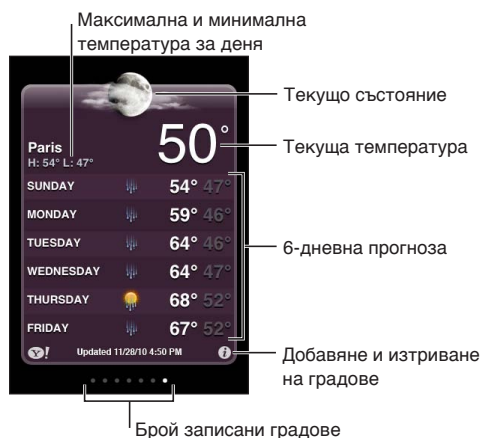 Максимална и минимална
температура за деня
Текущо състояние
Paris
H: 54° L: 47°
50°
Текуща температура
SUNDAY 54° 47°
MONDAY 59° 46°
TUESDAY 64° 46°
WEDNESDAY 64° 47°
THURSDAY 68° 52°
FRIDAY 67° 52°
6-дневна прогноза
Y! Updated 11/28/10 4:50 PM i
Добавяне и изтриване
на градове
Брой записани градове